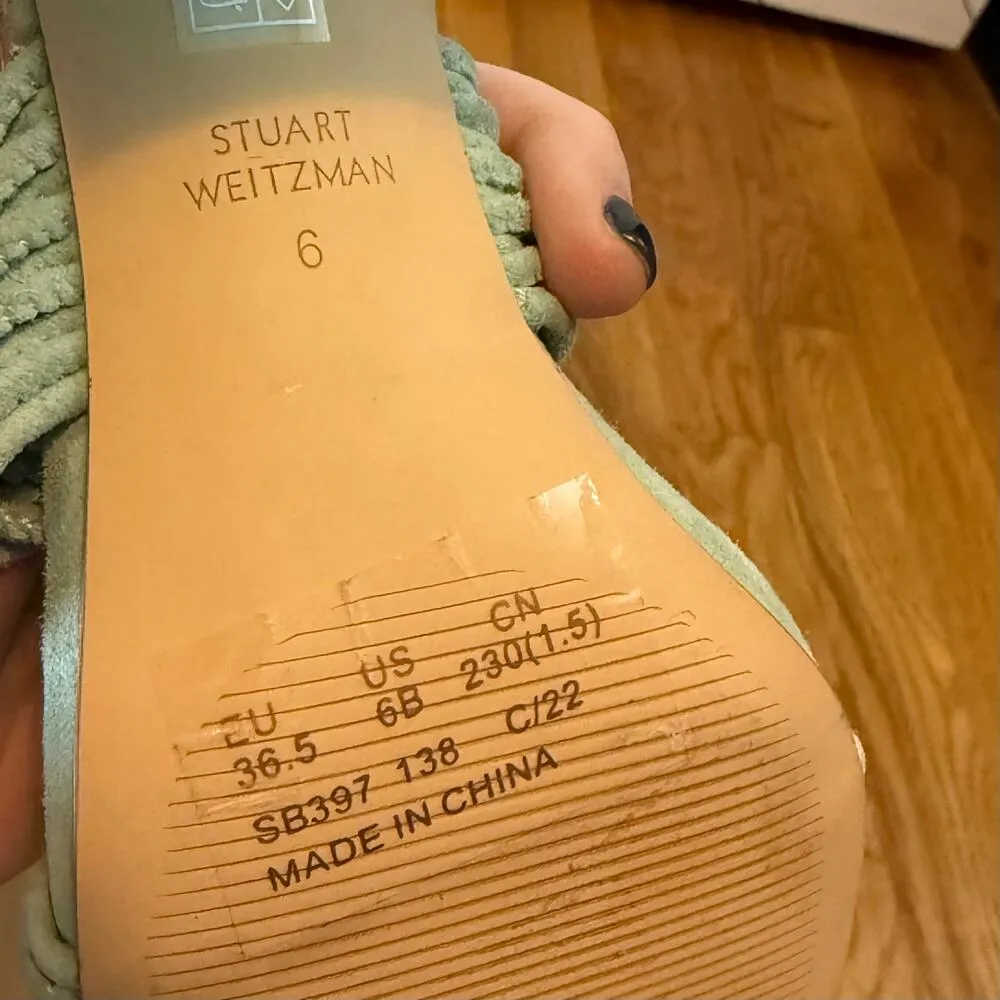 STUART
WEITZMAN
6
EU US CN
36.5 6B 230(1.5)
SB397 138 C/22
MADE IN CHINA